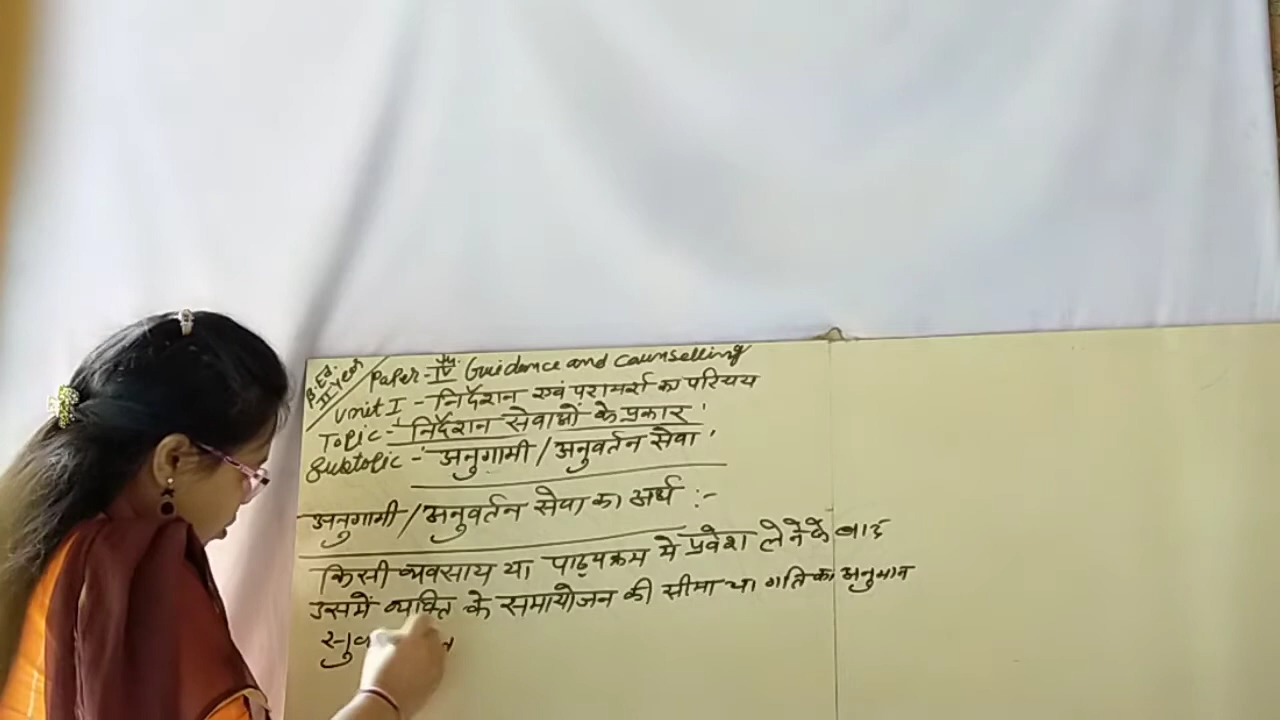 B.Ed. II Year
Paper-IV Guidance and Counselling
Unit I - निर्देशन एवं परामर्श का परिचय
Topic - 'निर्देशन सेवाओं के प्रकार'
Subtopic - 'अनुगामी / अनुवर्तन सेवा'
अनुगामी / अनुवर्तन सेवा का अर्थ :-
किसी व्यवसाय या पाठ्यक्रम में प्रवेश लेने के बाद
उसमें व्यक्ति के समायोजन की सीमा या गति का अनुमान